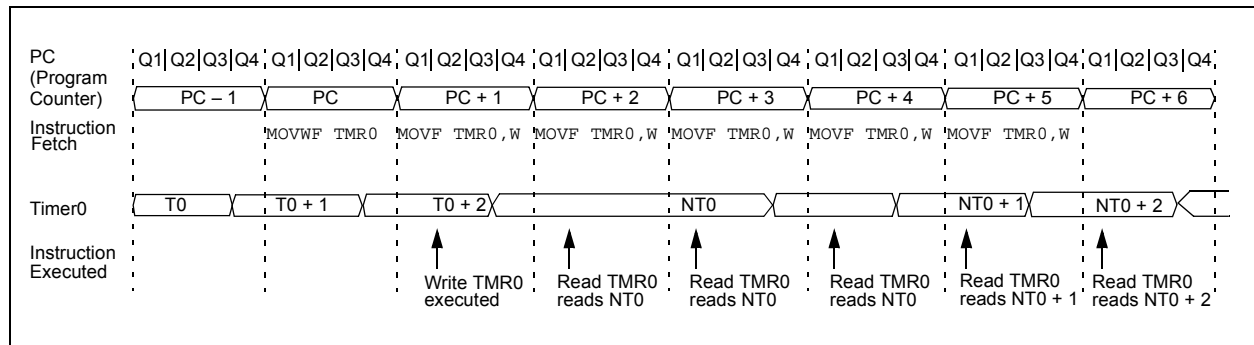 PC
(Program
Counter)
Q1|Q2|Q3|Q4 Q1|Q2|Q3|Q4 Q1|Q2|Q3|Q4 Q1|Q2|Q3|Q4 Q1|Q2|Q3|Q4 Q1|Q2|Q3|Q4 Q1|Q2|Q3|Q4 Q1|Q2|Q3|Q4
PC – 1 PC PC + 1 PC + 2 PC + 3 PC + 4 PC + 5 PC + 6
Instruction
Fetch
MOVWF TMR0 MOVF TMR0,W MOVF TMR0,W MOVF TMR0,W MOVF TMR0,W MOVF TMR0,W
Timer0
T0 T0 + 1 T0 + 2 NT0 NT0 + 1 NT0 + 2
Instruction
Executed
Write TMR0
executed
Read TMR0
reads NT0
Read TMR0
reads NT0
Read TMR0
reads NT0
Read TMR0
reads NT0 + 1
Read TMR0
reads NT0 + 2